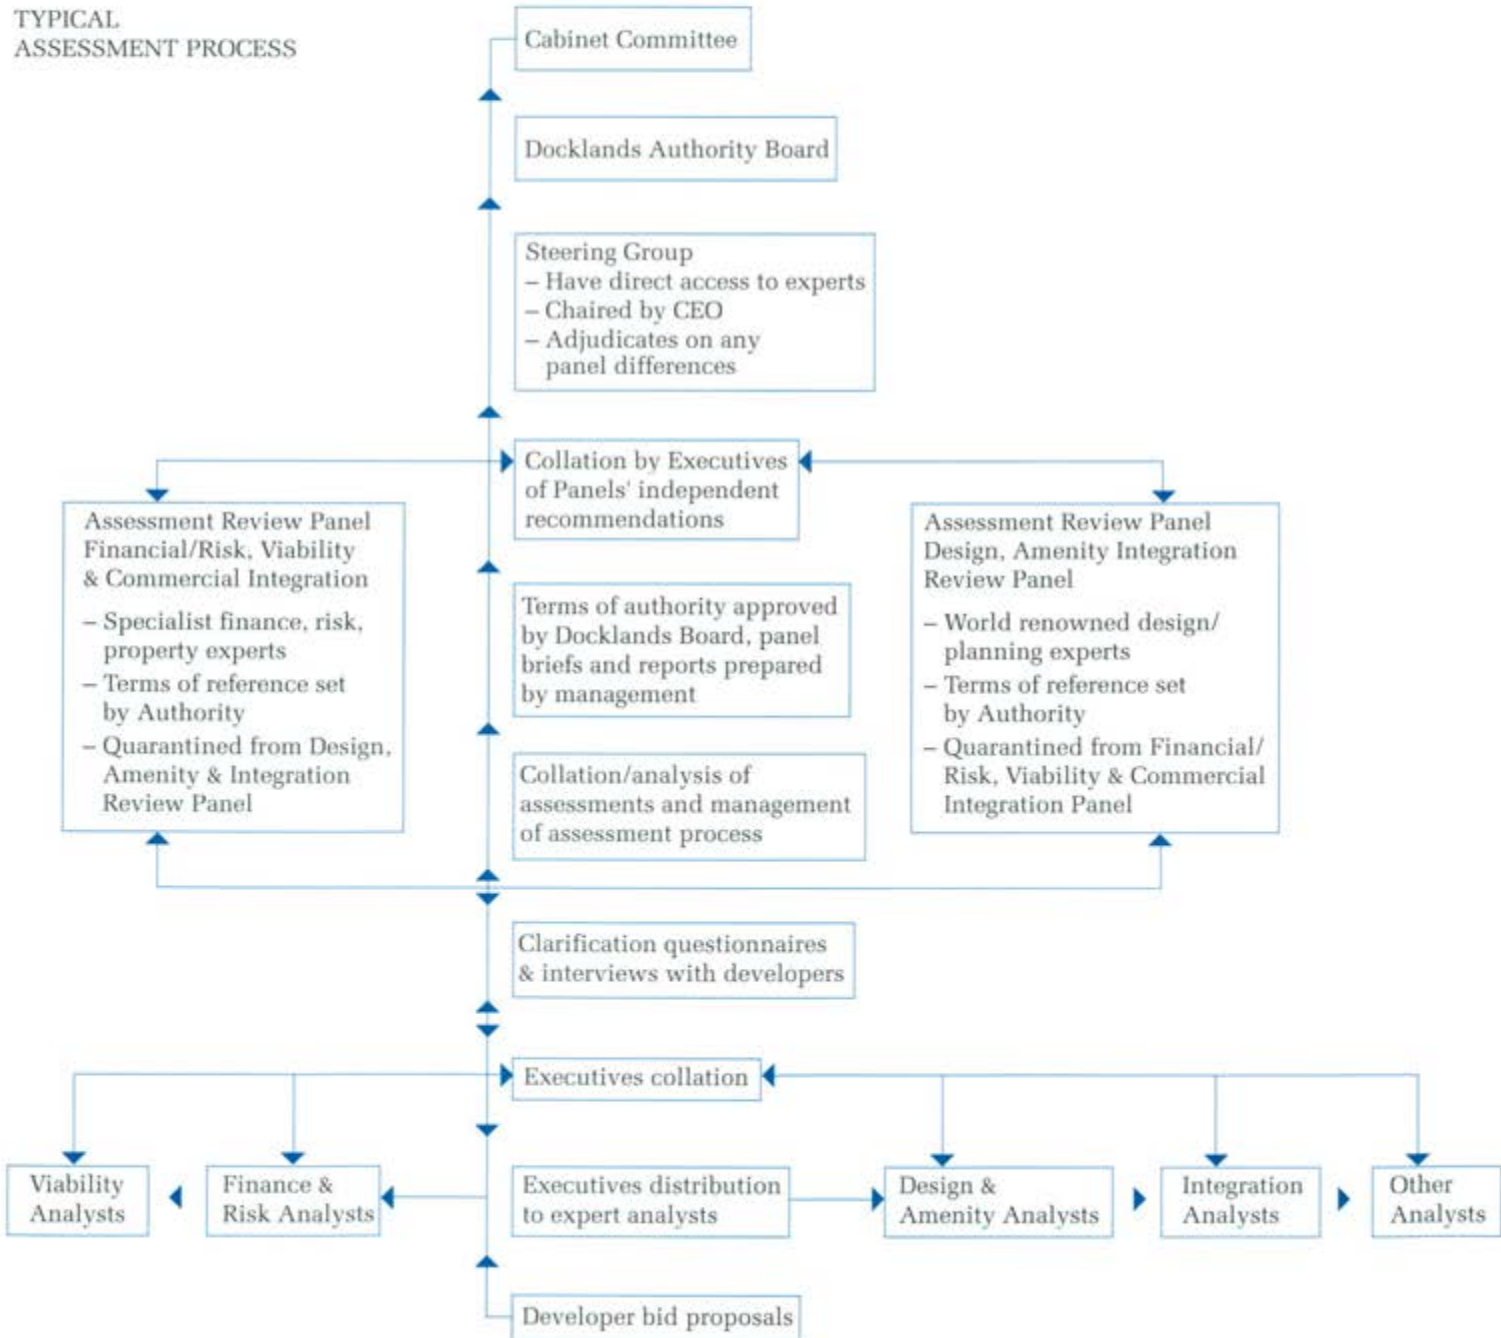 TYPICAL
ASSESSMENT PROCESS
Cabinet Committee
Docklands Authority Board
Steering Group
– Have direct access to experts
– Chaired by CEO
– Adjudicates on any
panel differences
Collation by Executives
of Panels' independent
recommendations
Assessment Review Panel
Financial/Risk, Viability
& Commercial Integration
– Specialist finance, risk,
property experts
– Terms of reference set
by Authority
– Quarantined from Design,
Amenity & Integration
Review Panel
Assessment Review Panel
Design, Amenity Integration
Review Panel
– World renowned design/
planning experts
– Terms of reference set
by Authority
– Quarantined from Financial/
Risk, Viability & Commercial
Integration Panel
Terms of authority approved
by Docklands Board, panel
briefs and reports prepared
by management
Collation/analysis of
assessments and management
of assessment process
Clarification questionnaires
& interviews with developers
Executives collation
Viability
Analysts
Finance &
Risk Analysts
Executives distribution
to expert analysts
Design &
Amenity Analysts
Integration
Analysts
Other
Analysts
Developer bid proposals